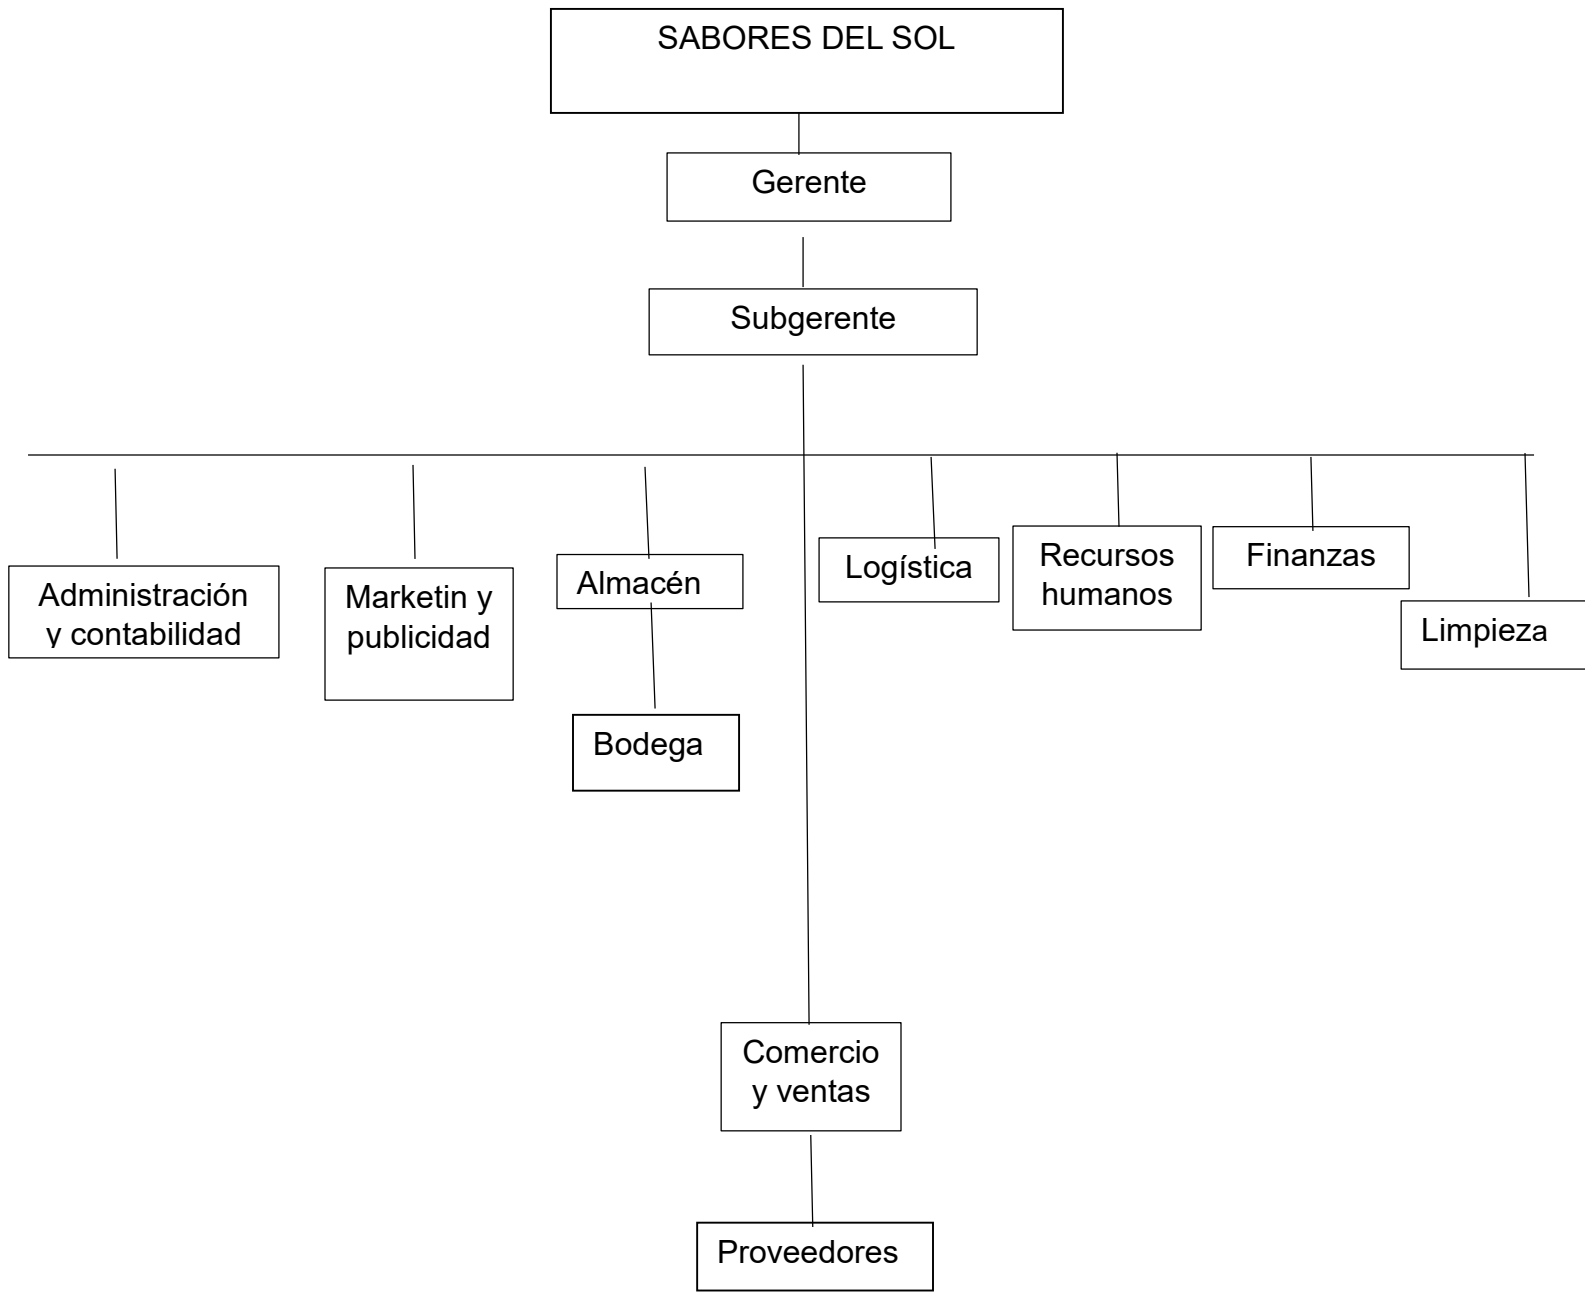 SABORES DEL SOL
Gerente
Subgerente
Administración
y contabilidad
Marketin y
publicidad
Almacén
Logística
Recursos
humanos
Finanzas
Limpieza
Bodega
Comercio
y ventas
Proveedores